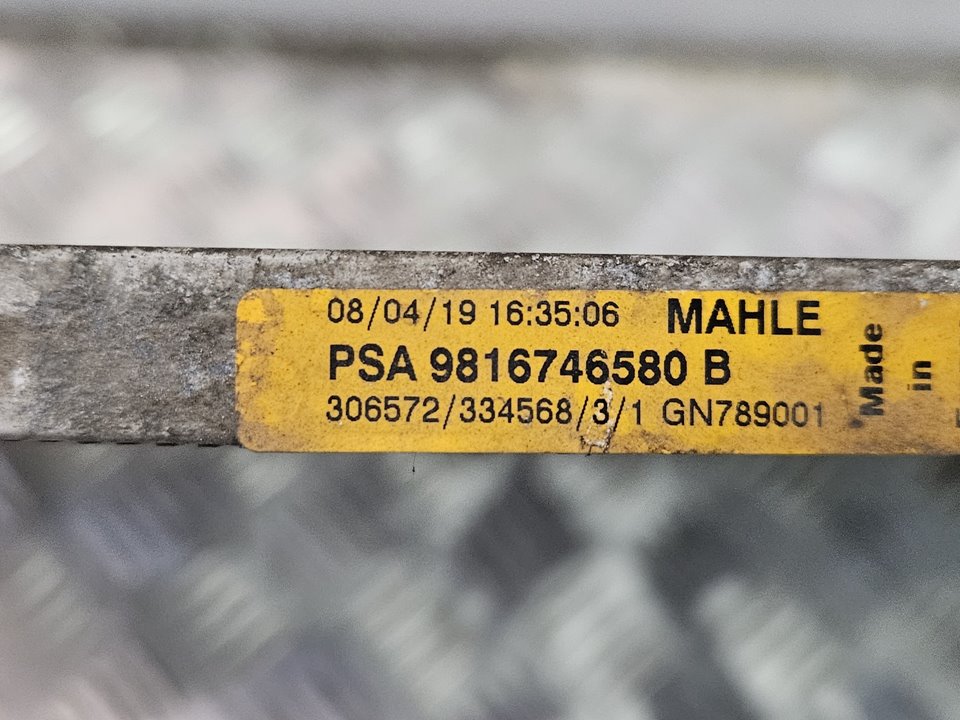 08/04/19 16:35:06 MAHLE
PSA 9816746580 B
306572/334568/3/1 GN789001
Made
in